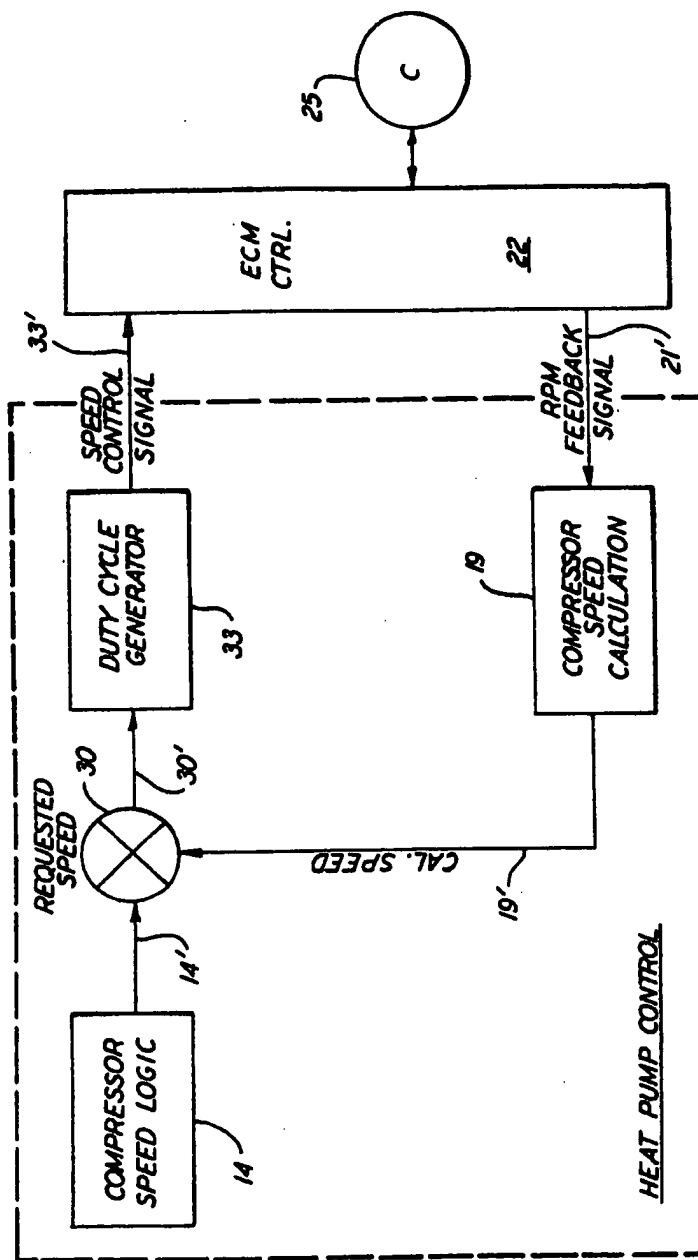 COMPRESSOR
SPEED LOGIC
14
14'
REQUESTED
SPEED
30
30'
DUTY CYCLE
GENERATOR
33
SPEED
CONTROL
SIGNAL
33'
ECM
CTRL.
22
25
C
RPM
FEEDBACK
SIGNAL
21'
COMPRESSOR
SPEED
CALCULATION
19
CAL. SPEED
19'
HEAT PUMP CONTROL